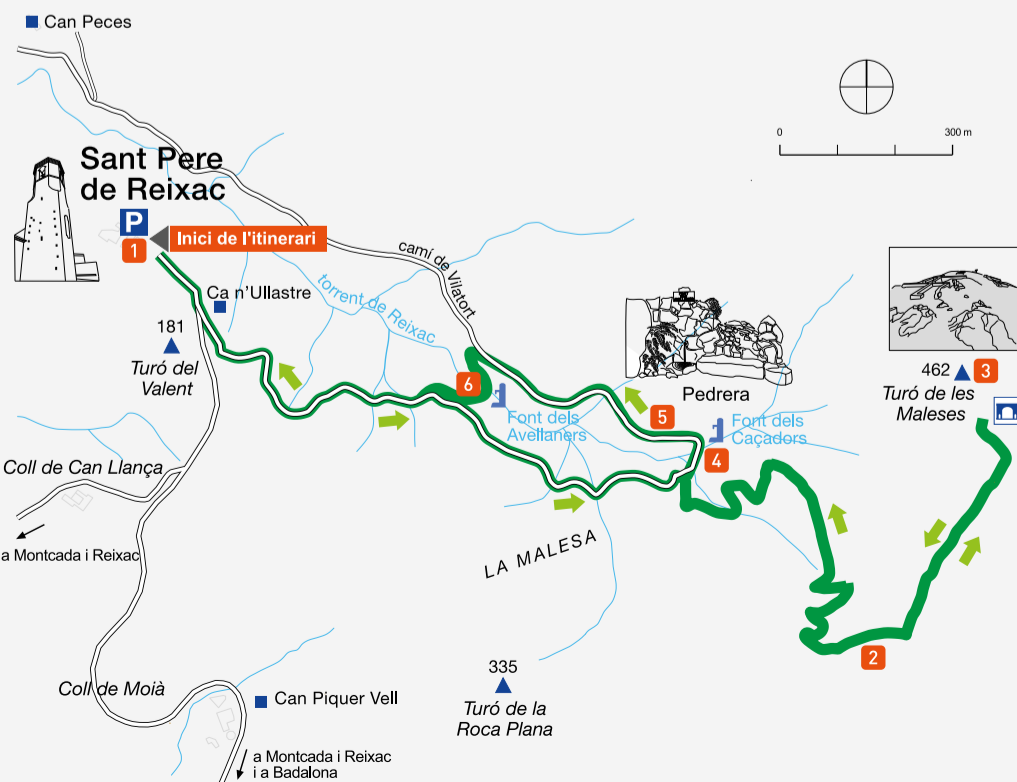 Can Peces
0
300 m
Sant Pere
de Reixac
P
1
Inici de l'itinerari
camí de Vilatort
torrent de Reixac
Ca n'Ullastre
181
Turó del
Valent
6
Font dels
Avellaners
Pedrera
5
Font dels
Caçadors
4
462
3
Turó de les
Maleses
Coll de Can Llança
a Montcada i Reixac
LA MALESA
2
335
Turó de la
Roca Plana
Coll de Moià
Can Piquer Vell
a Montcada i Reixac
i a Badalona